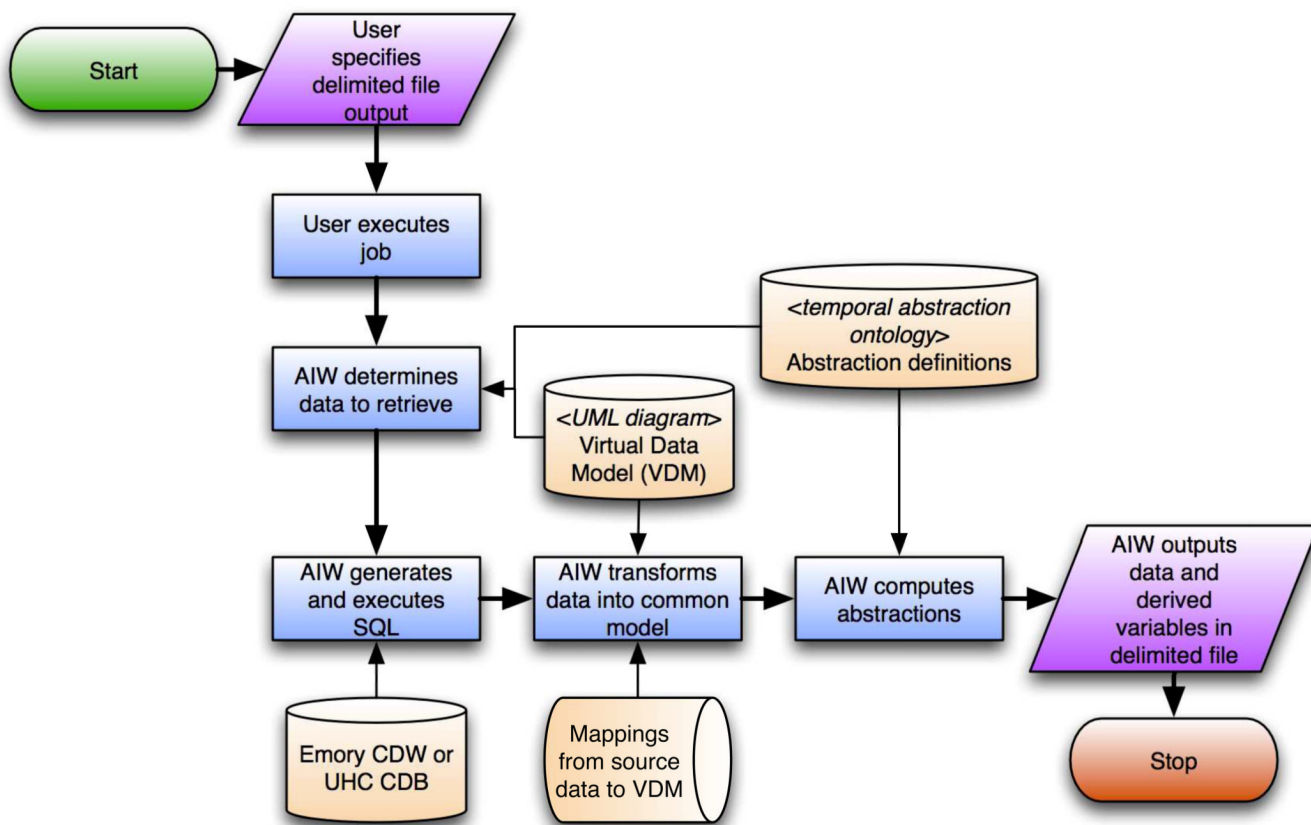 Start
User
specifies
delimited file
output
User executes
job
<temporal abstraction
ontology>
Abstraction definitions
AIW determines
data to retrieve
<UML diagram>
Virtual Data
Model (VDM)
AIW generates
and executes
SQL
AIW transforms
data into common
model
AIW computes
abstractions
AIW outputs
data and
derived
variables in
delimited file
Emory CDW or
UHC CDB
Mappings
from source
data to VDM
Stop